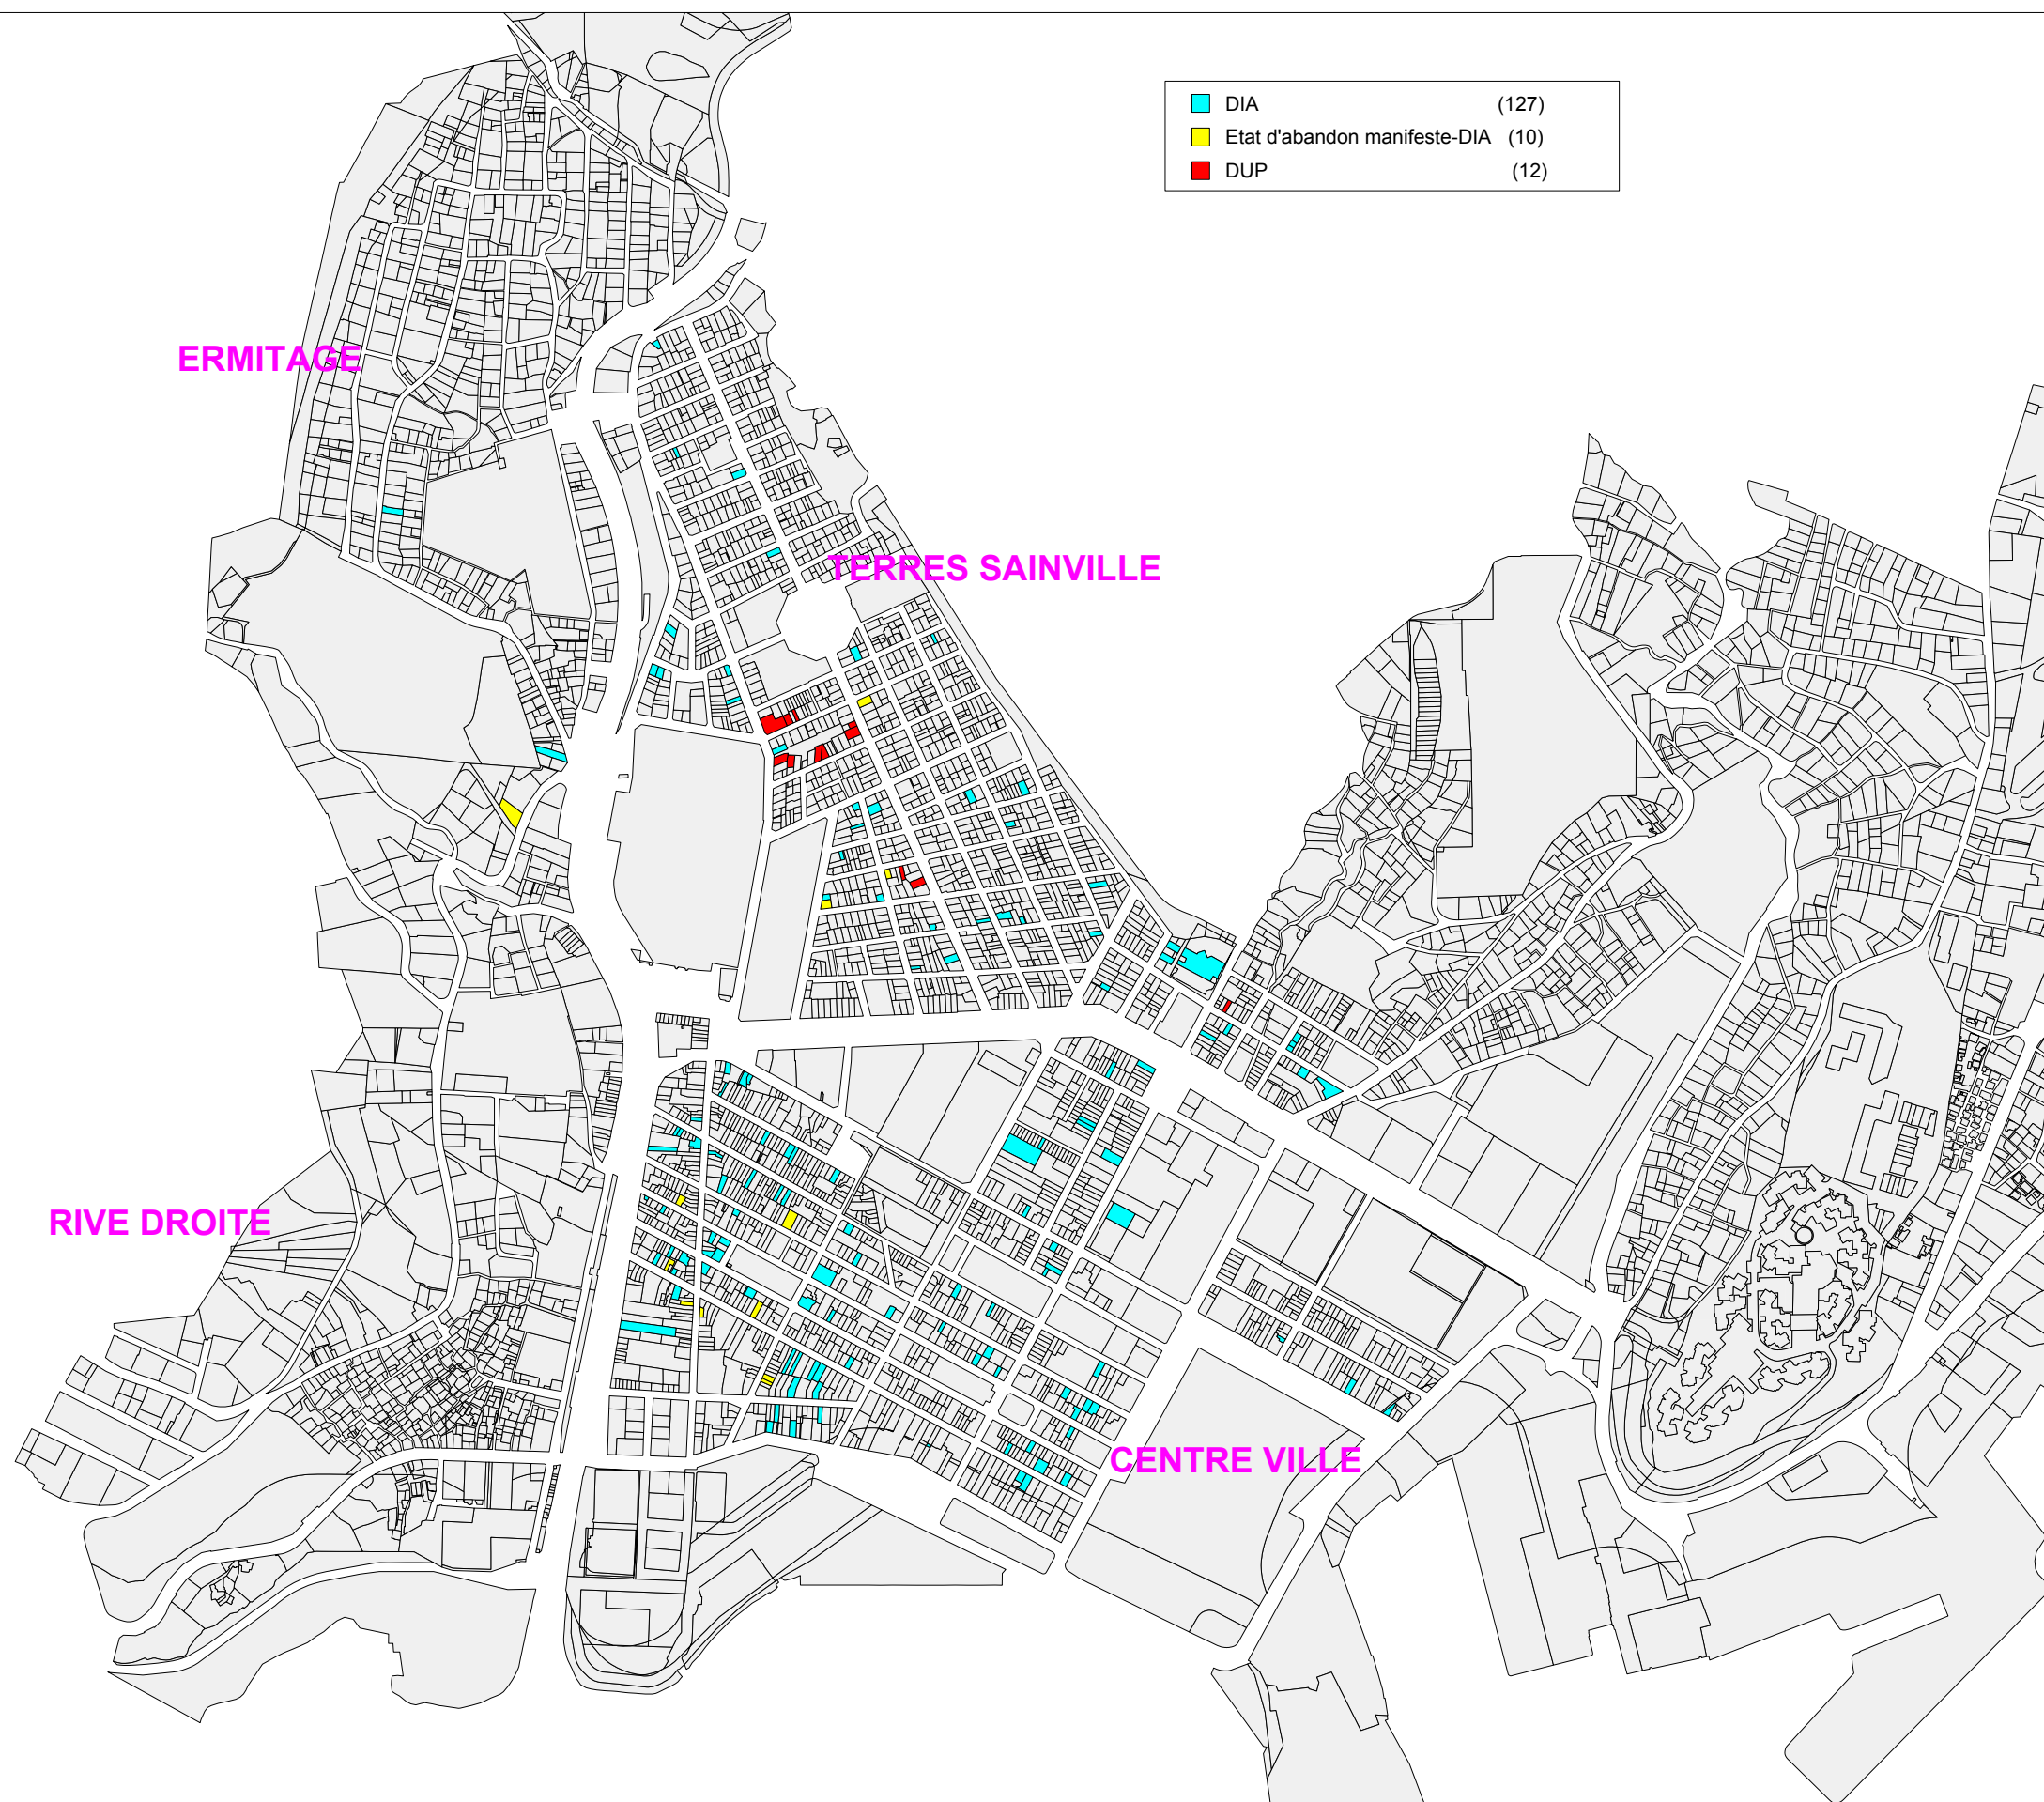 DIA (127)
Etat d'abandon manifeste-DIA (10)
DUP (12)
ERMITAGE
TERRES SAINVILLE
RIVE DROITE
CENTRE VILLE